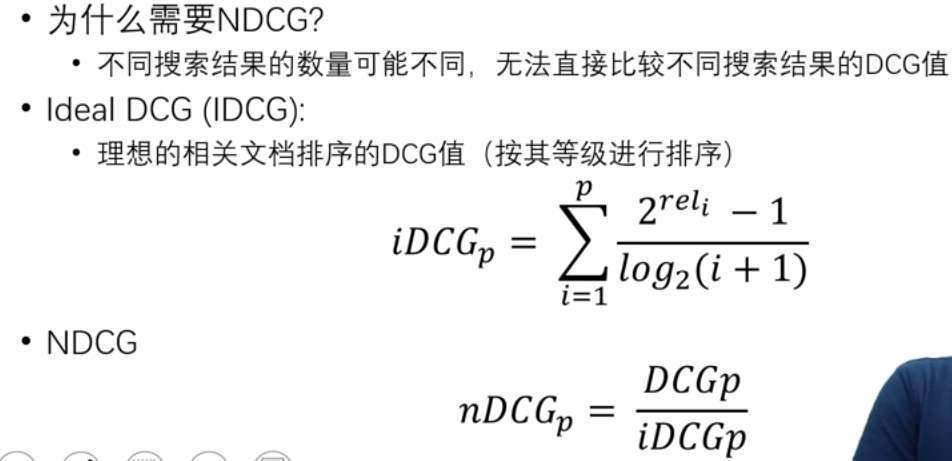 • 为什么需要NDCG?
• 不同搜索结果的数量可能不同，无法直接比较不同搜索结果的DCG值
• Ideal DCG (IDCG):
• 理想的相关文档排序的DCG值（按其等级进行排序）
$iDCG_p = \sum_{i=1}^{p} \frac{2^{rel_i} - 1}{log_2(i+1)}$
• NDCG
$nDCG_p = \frac{DCGp}{iDCGp}$